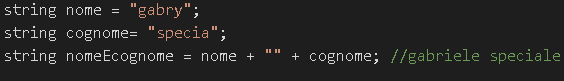 string nome = "gabry";
string cognome= "specia";
string nomeEcognome = nome + "" + cognome; //gabriele speciale